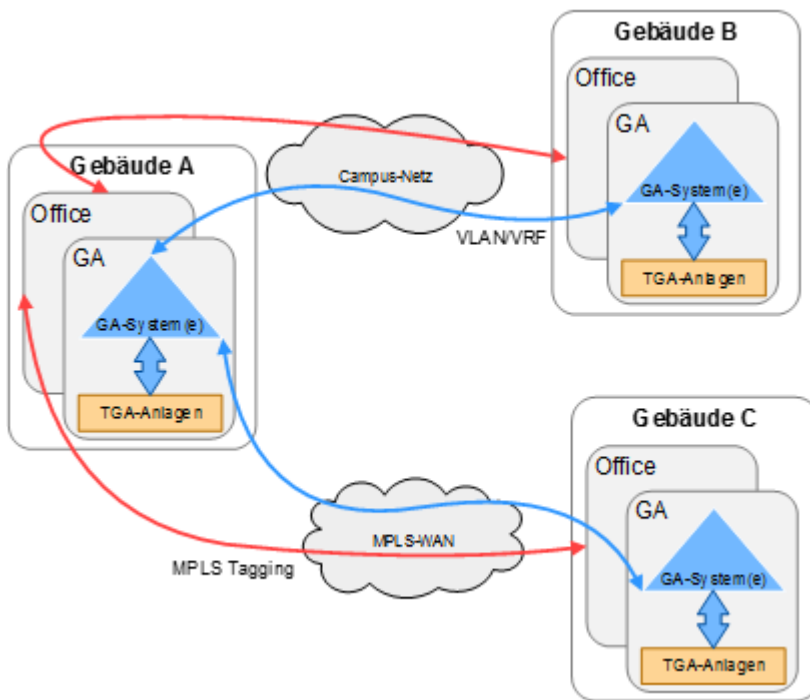 Gebäude B
Office
GA
GA-System(e)
TGA-Anlagen
Campus-Netz
VLAN/VRF
Gebäude A
Office
GA
GA-System(e)
TGA-Anlagen
Gebäude C
Office
GA
GA-System(e)
TGA-Anlagen
MPLS-WAN
MPLS Tagging